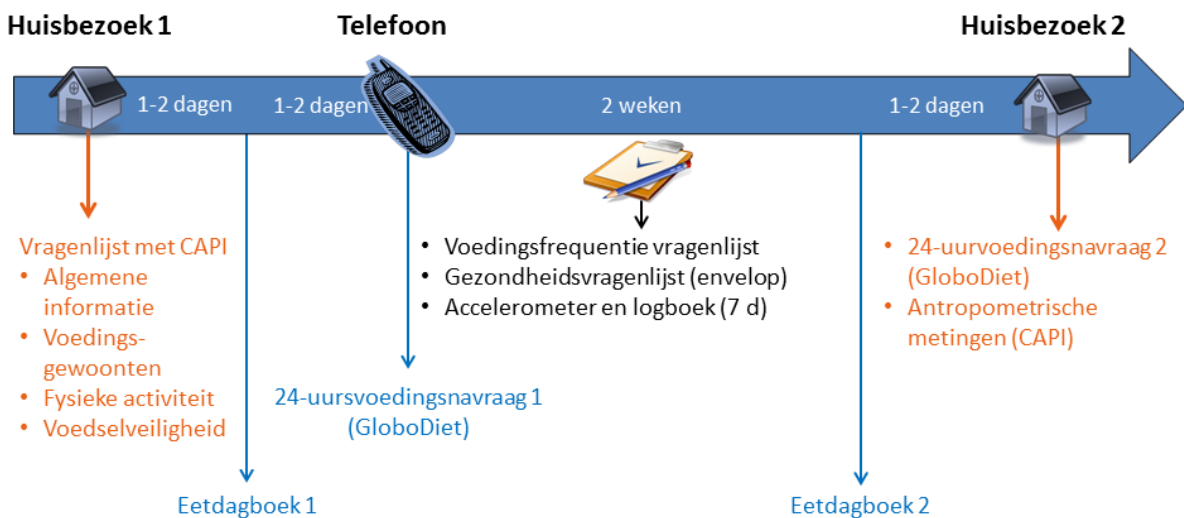 Huisbezoek 1
Telefoon
Huisbezoek 2
1-2 dagen
1-2 dagen
2 weken
1-2 dagen
Vragenlijst met CAPI
• Algemene
informatie
• Voedings-
gewoonten
• Fysieke activiteit
• Voedselveiligheid
• Voedingsfrequentie vragenlijst
• Gezondheidsvragenlijst (envelop)
• Accelerometer en logboek (7 d)
• 24-uurvoedingsnavraag 2
(GloboDiet)
• Antropometrische
metingen (CAPI)
24-uursvoedingsnavraag 1
(GloboDiet)
Eetdagboek 1
Eetdagboek 2